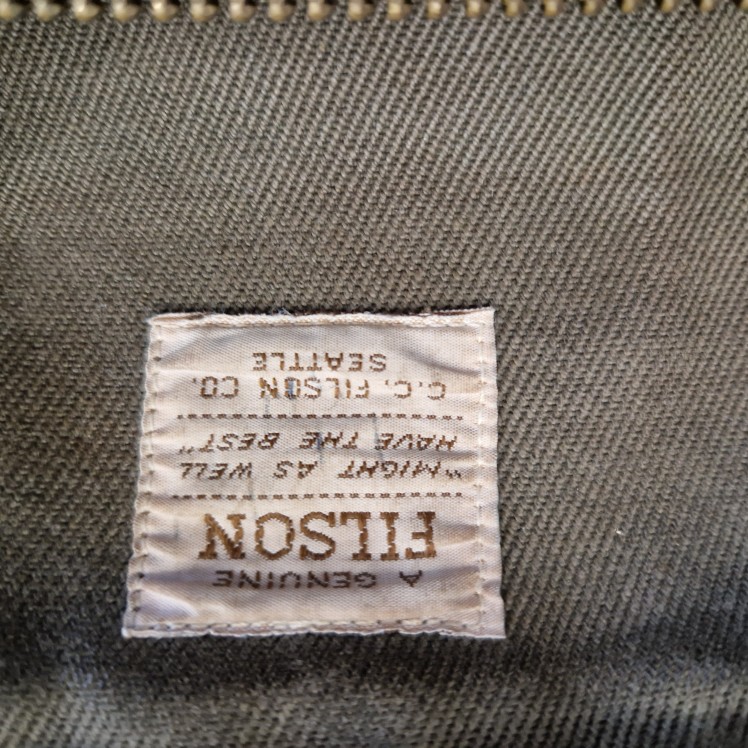 A GENUINE
FILSON
"MIGHT AS WELL
HAVE THE BEST"
C.C. FILSON CO.
SEATTLE